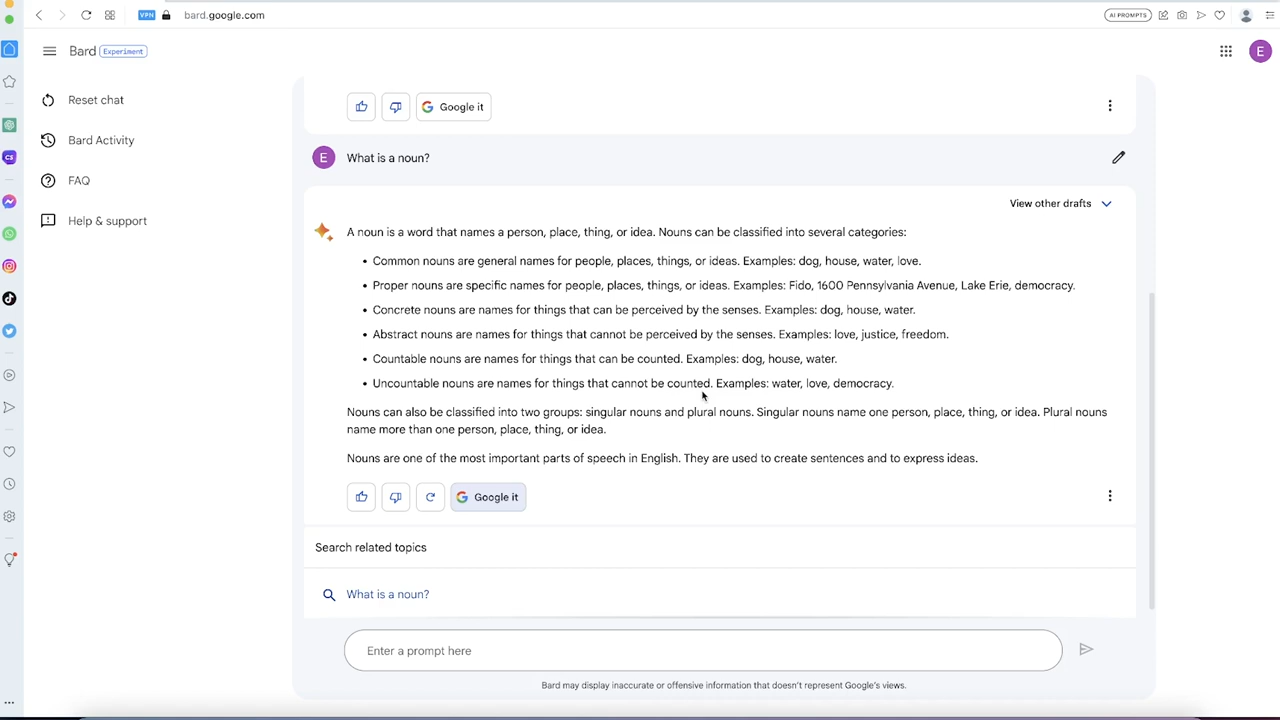 VPN bard.google.com AI PROMPTS
Bard Experiment E
Reset chat
Bard Activity
FAQ
Help & support
Google it
E What is a noun?
View other drafts
A noun is a word that names a person, place, thing, or idea. Nouns can be classified into several categories:
• Common nouns are general names for people, places, things, or ideas. Examples: dog, house, water, love.
• Proper nouns are specific names for people, places, things, or ideas. Examples: Fido, 1600 Pennsylvania Avenue, Lake Erie, democracy.
• Concrete nouns are names for things that can be perceived by the senses. Examples: dog, house, water.
• Abstract nouns are names for things that cannot be perceived by the senses. Examples: love, justice, freedom.
• Countable nouns are names for things that can be counted. Examples: dog, house, water.
• Uncountable nouns are names for things that cannot be counted. Examples: water, love, democracy.
Nouns can also be classified into two groups: singular nouns and plural nouns. Singular nouns name one person, place, thing, or idea. Plural nouns
name more than one person, place, thing, or idea.
Nouns are one of the most important parts of speech in English. They are used to create sentences and to express ideas.
Google it
Search related topics
What is a noun?
Enter a prompt here
Bard may display inaccurate or offensive information that doesn't represent Google's views.
CS